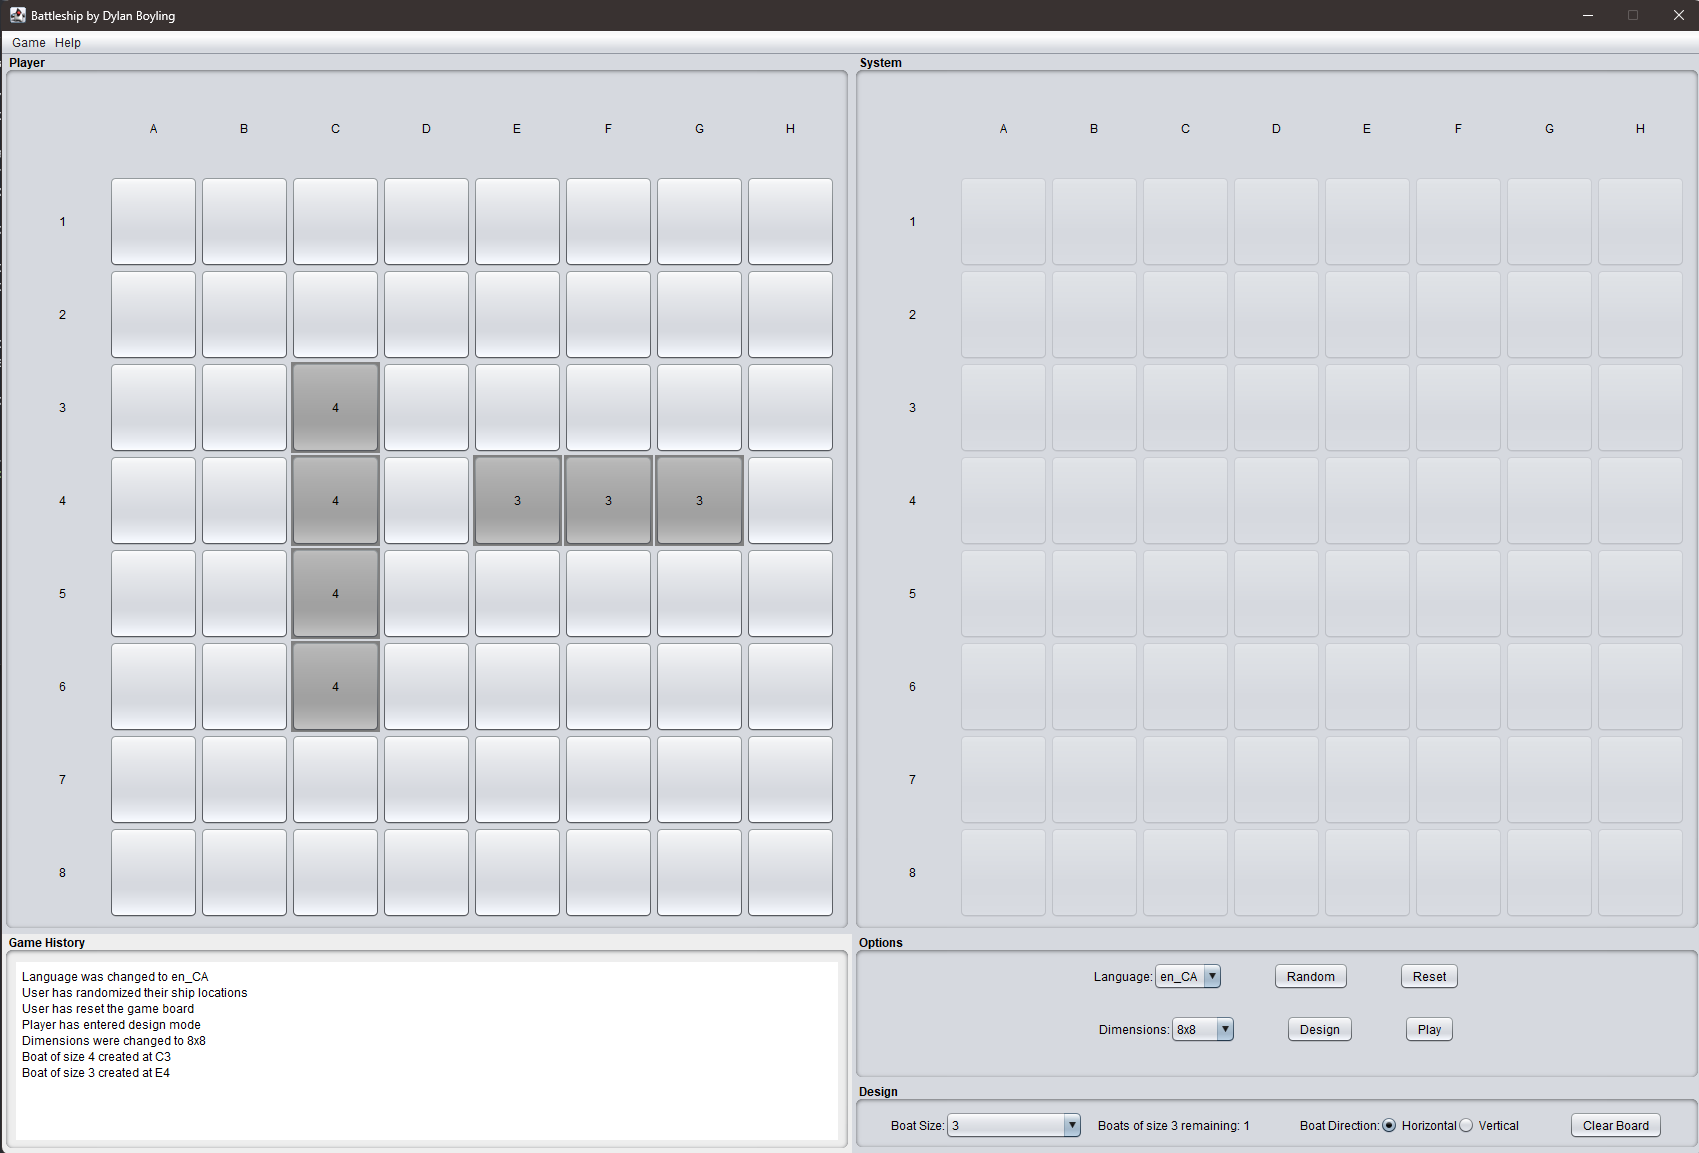 Battleship by Dylan Boyling
Game Help
Player
A B C D E F G H
1
2
3 4
4 4 3 3 3
5 4
6 4
7
8
System
A B C D E F G H
1
2
3
4
5
6
7
8
Game History
Language was changed to en_CA
User has randomized their ship locations
User has reset the game board
Player has entered design mode
Dimensions were changed to 8x8
Boat of size 4 created at C3
Boat of size 3 created at E4
Options
Language: en_CA Random Reset
Dimensions: 8x8 Design Play
Design
Boat Size: 3 Boats of size 3 remaining: 1 Boat Direction: Horizontal Vertical Clear Board